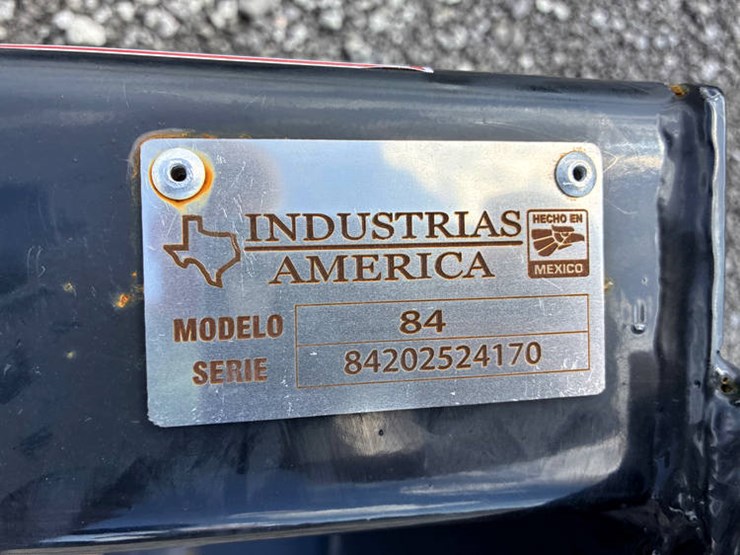 INDUSTRIAS
AMERICA
HECHO EN
MEXICO
MODELO 84
SERIE 84202524170